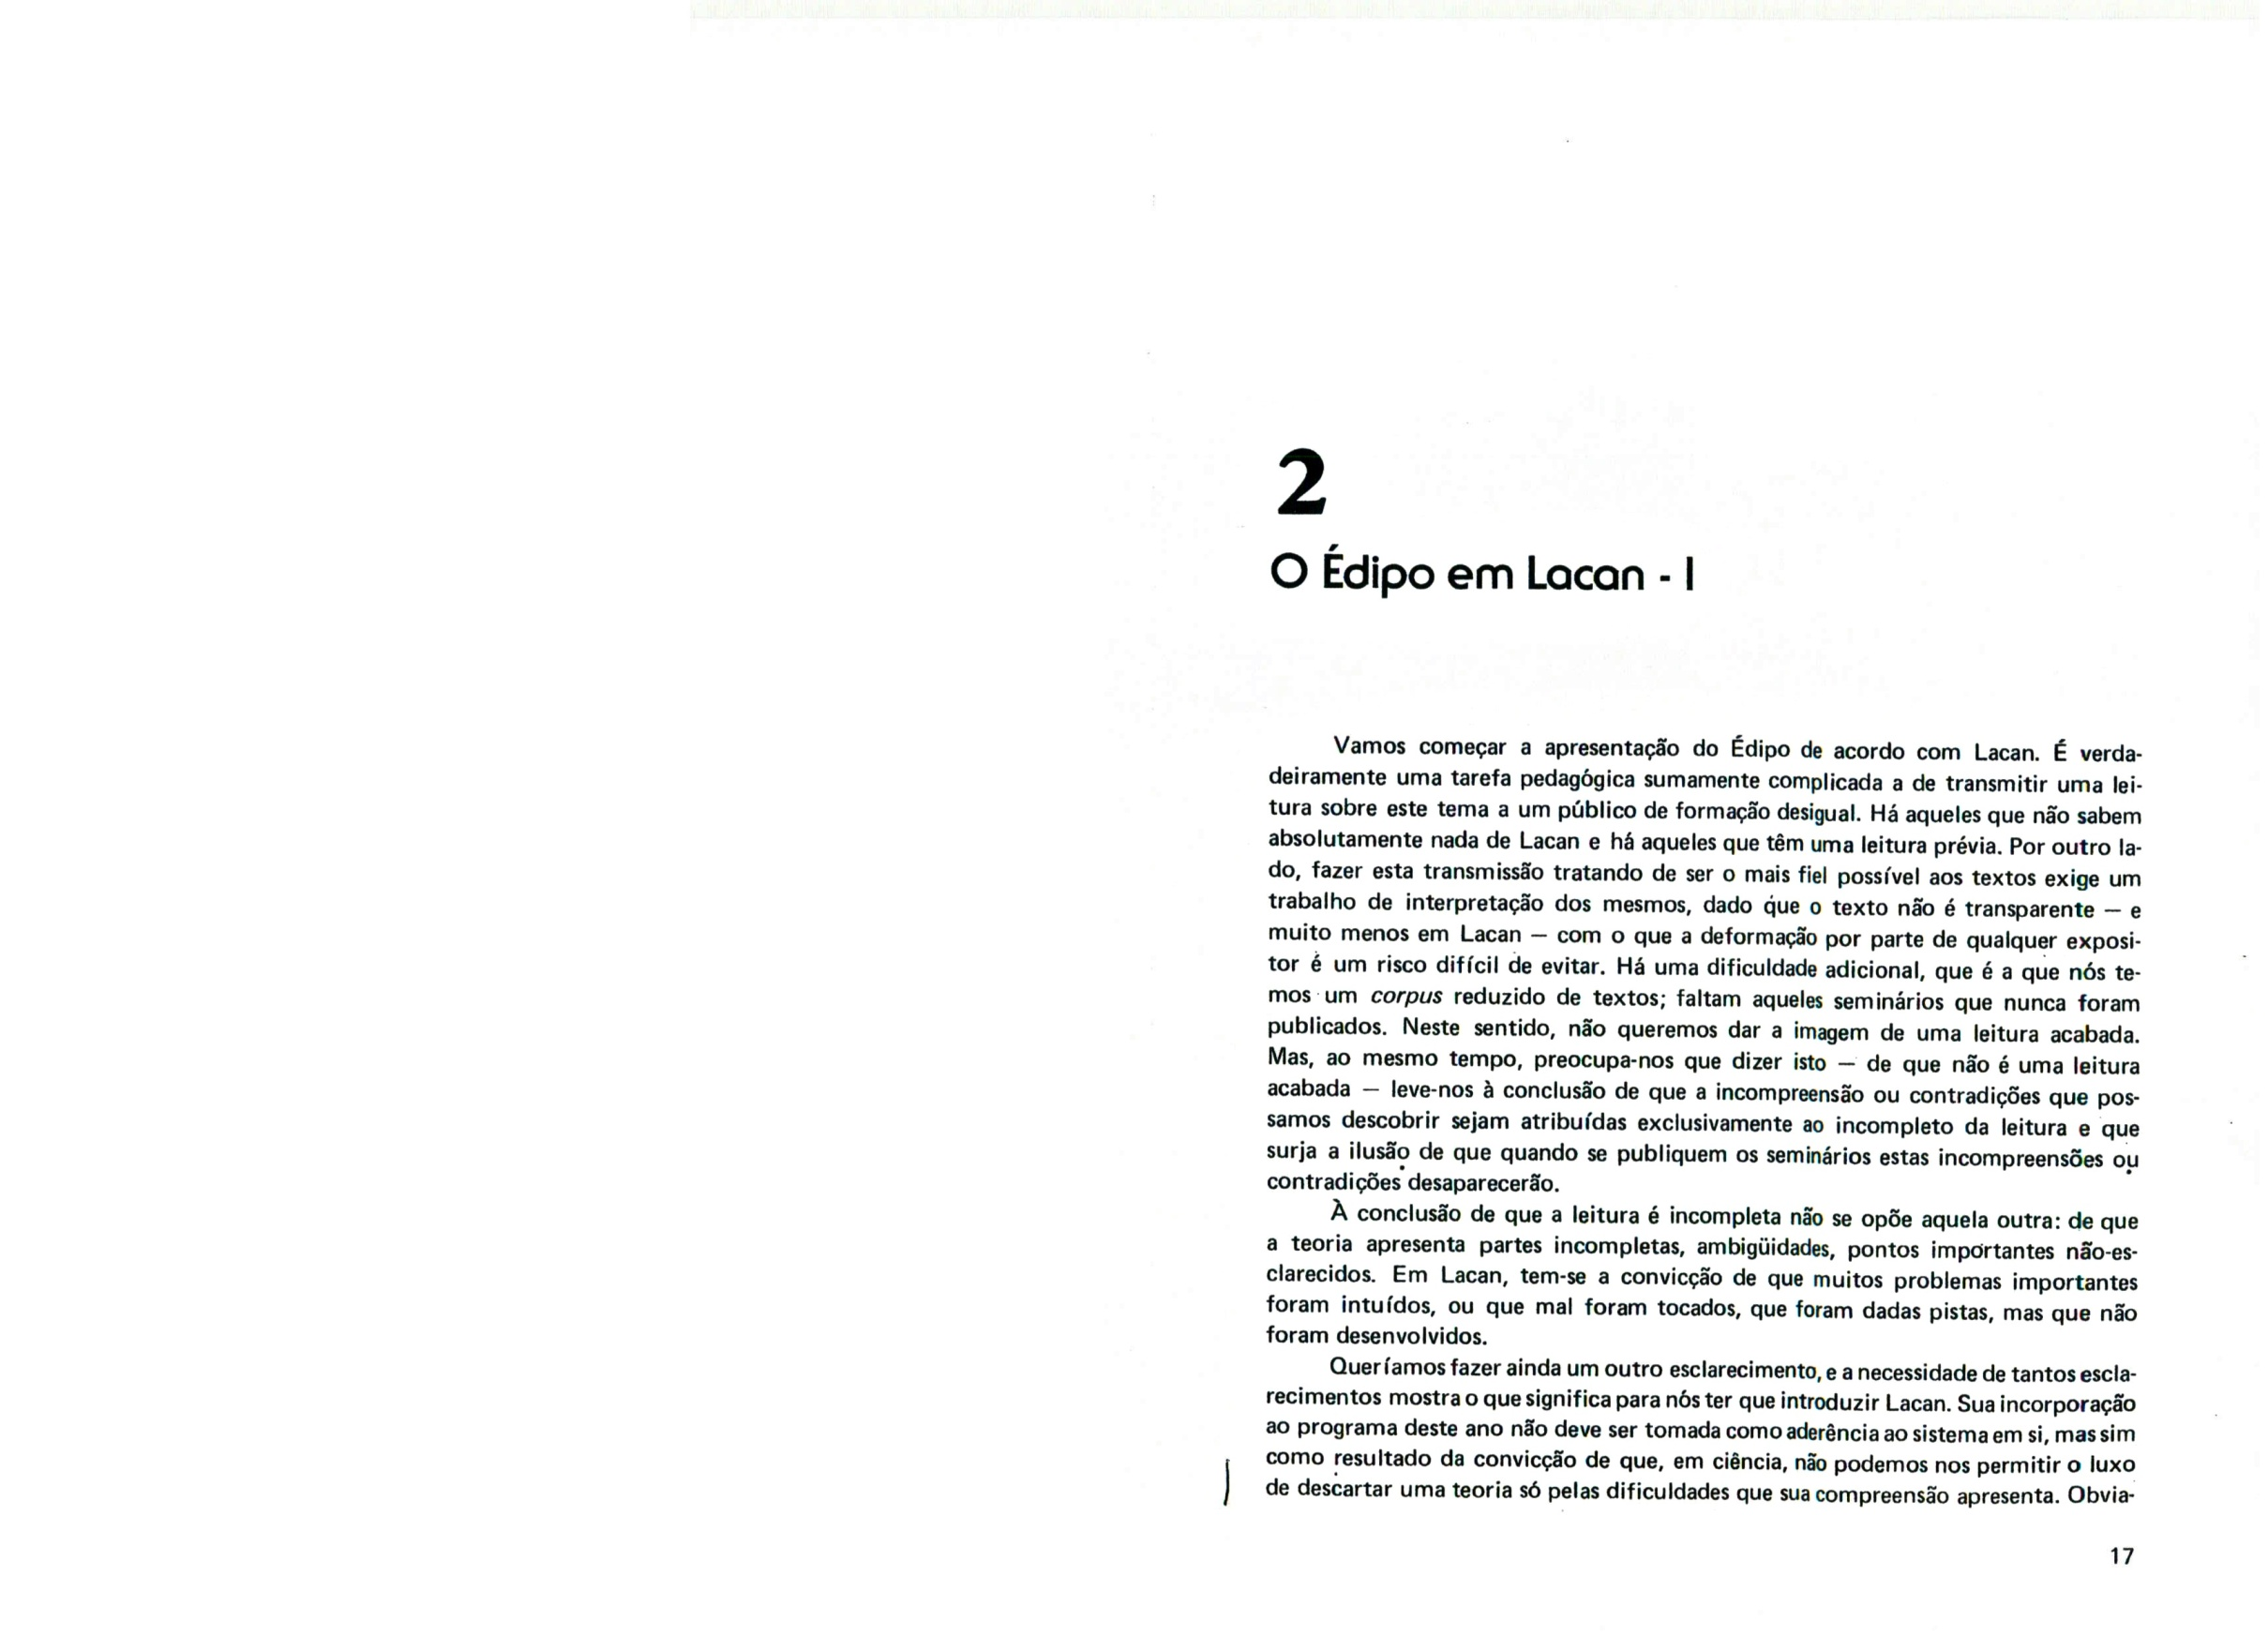 2
O Édipo em Lacan - I
Vamos começar a apresentação do Édipo de acordo com Lacan. É verda-
deiramente uma tarefa pedagógica sumamente complicada a de transmitir uma lei-
tura sobre este tema a um público de formação desigual. Há aqueles que não sabem
absolutamente nada de Lacan e há aqueles que têm uma leitura prévia. Por outro la-
do, fazer esta transmissão tratando de ser o mais fiel possível aos textos exige um
trabalho de interpretação dos mesmos, dado que o texto não é transparente — e
muito menos em Lacan — com o que a deformação por parte de qualquer exposi-
tor é um risco difícil de evitar. Há uma dificuldade adicional, que é a que nós te-
mos um corpus reduzido de textos; faltam aqueles seminários que nunca foram
publicados. Neste sentido, não queremos dar a imagem de uma leitura acabada.
Mas, ao mesmo tempo, preocupa-nos que dizer isto — de que não é uma leitura
acabada — leve-nos à conclusão de que a incompreensão ou contradições que pos-
samos descobrir sejam atribuídas exclusivamente ao incompleto da leitura e que
surja a ilusão de que quando se publiquem os seminários estas incompreensões ou
contradições desaparecerão.
À conclusão de que a leitura é incompleta não se opõe aquela outra: de que
a teoria apresenta partes incompletas, ambigüidades, pontos importantes não-es-
clarecidos. Em Lacan, tem-se a convicção de que muitos problemas importantes
foram intuídos, ou que mal foram tocados, que foram dadas pistas, mas que não
foram desenvolvidos.
Queríamos fazer ainda um outro esclarecimento, e a necessidade de tantos escla-
recimentos mostra o que significa para nós ter que introduzir Lacan. Sua incorporação
ao programa deste ano não deve ser tomada como aderência ao sistema em si, mas sim
como resultado da convicção de que, em ciência, não podemos nos permitir o luxo
de descartar uma teoria só pelas dificuldades que sua compreensão apresenta. Obvia-
17